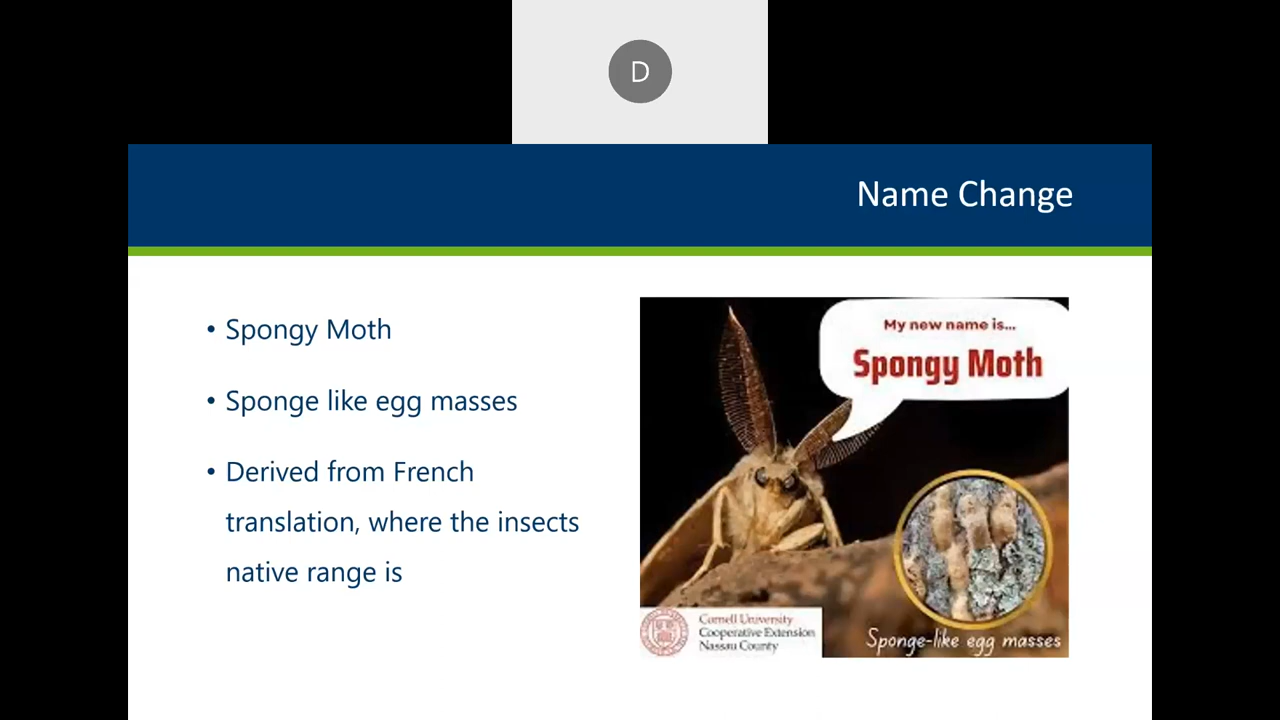 D
Name Change
• Spongy Moth
• Sponge like egg masses
• Derived from French
translation, where the insects
native range is
My new name is...
Spongy Moth
Cornell University
Cooperative Extension
Nassau County
Sponge-like egg masses